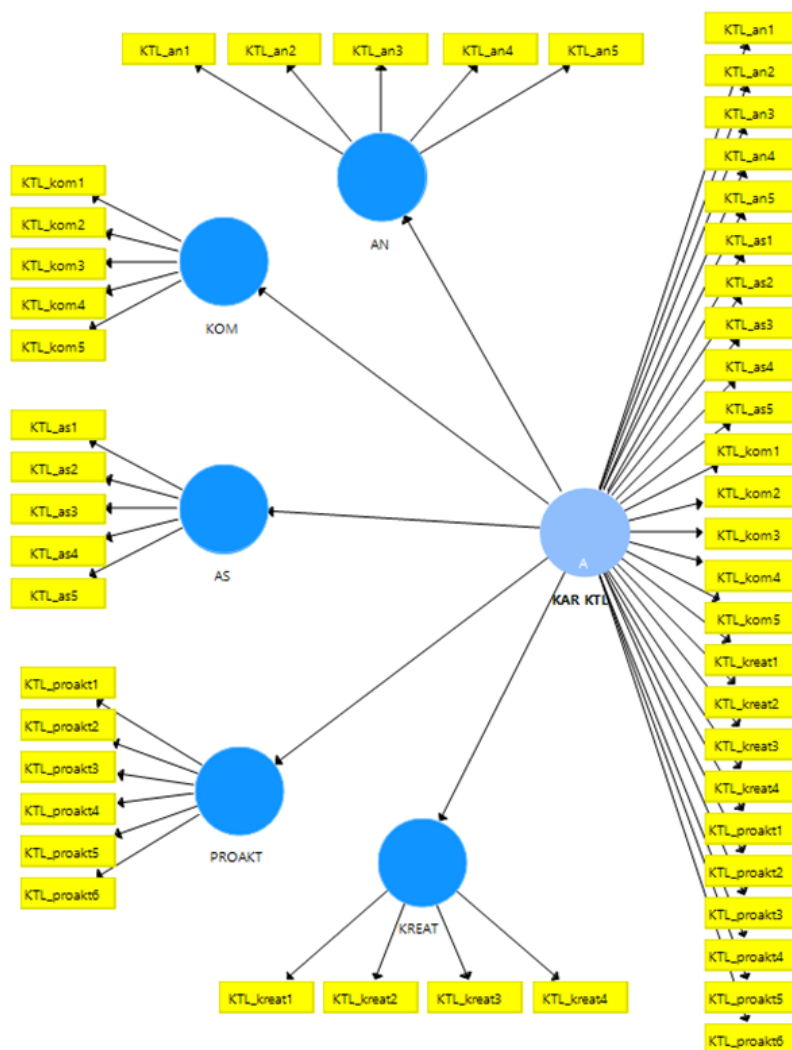 KTL_an1
KTL_an2
KTL_an3
KTL_an4
KTL_an5
AN
KTL_kom1
KTL_kom2
KTL_kom3
KTL_kom4
KTL_kom5
KOM
KTL_as1
KTL_as2
KTL_as3
KTL_as4
KTL_as5
AS
KTL_proakt1
KTL_proakt2
KTL_proakt3
KTL_proakt4
KTL_proakt5
KTL_proakt6
PROAKT
KREAT
KTL_kreat1
KTL_kreat2
KTL_kreat3
KTL_kreat4
A
KAR KTL
KTL_an1
KTL_an2
KTL_an3
KTL_an4
KTL_an5
KTL_as1
KTL_as2
KTL_as3
KTL_as4
KTL_as5
KTL_kom1
KTL_kom2
KTL_kom3
KTL_kom4
KTL_kom5
KTL_kreat1
KTL_kreat2
KTL_kreat3
KTL_kreat4
KTL_proakt1
KTL_proakt2
KTL_proakt3
KTL_proakt4
KTL_proakt5
KTL_proakt6